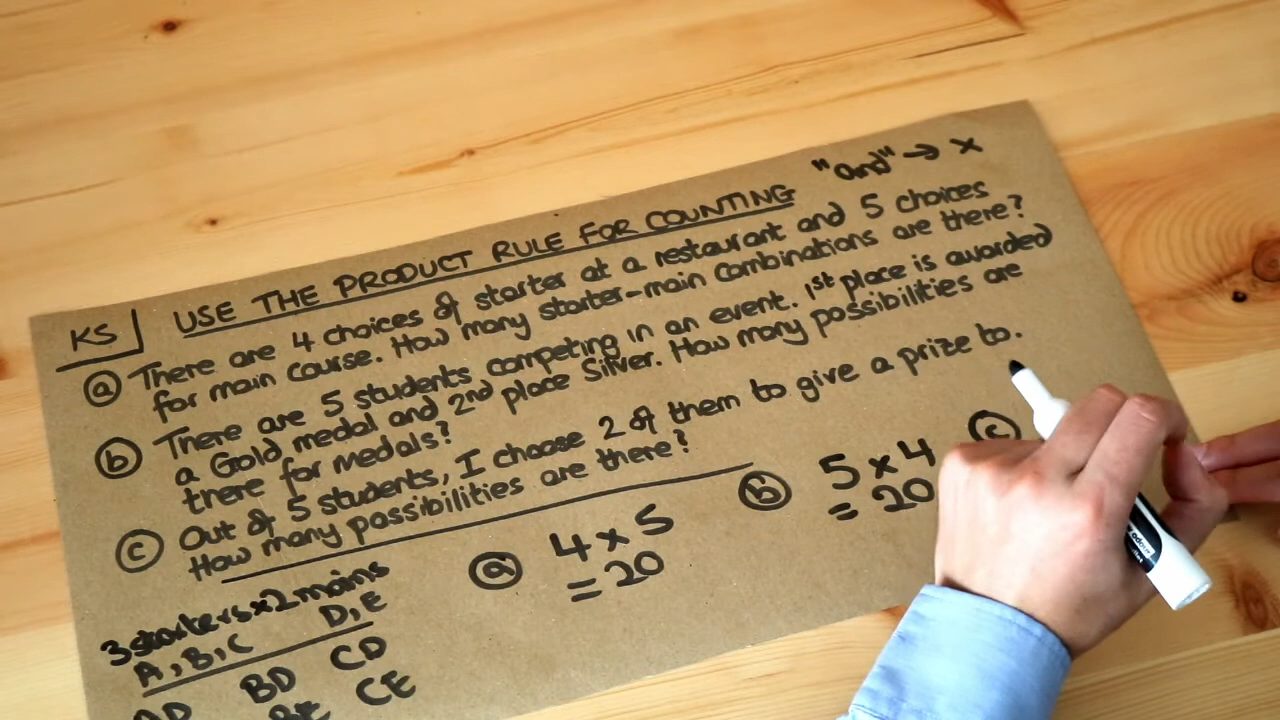 "and" → ×
KS USE THE PRODUCT RULE FOR COUNTING
(a) There are 4 choices of starter at a restaurant and 5 choices
for main course. How many starter-main combinations are there?
(b) There are 5 students competing in an event. 1st place is awarded
a Gold medal and 2nd place Silver. How many possibilities are
there for medals?
(c) Out of 5 students, I choose 2 of them to give a prize to.
How many possibilities are there?
3 starters × 2 mains
A, B, C D, E
BD CD
BE CE
(a) 4 × 5
= 20
(b) 5 × 4
= 20
(c)